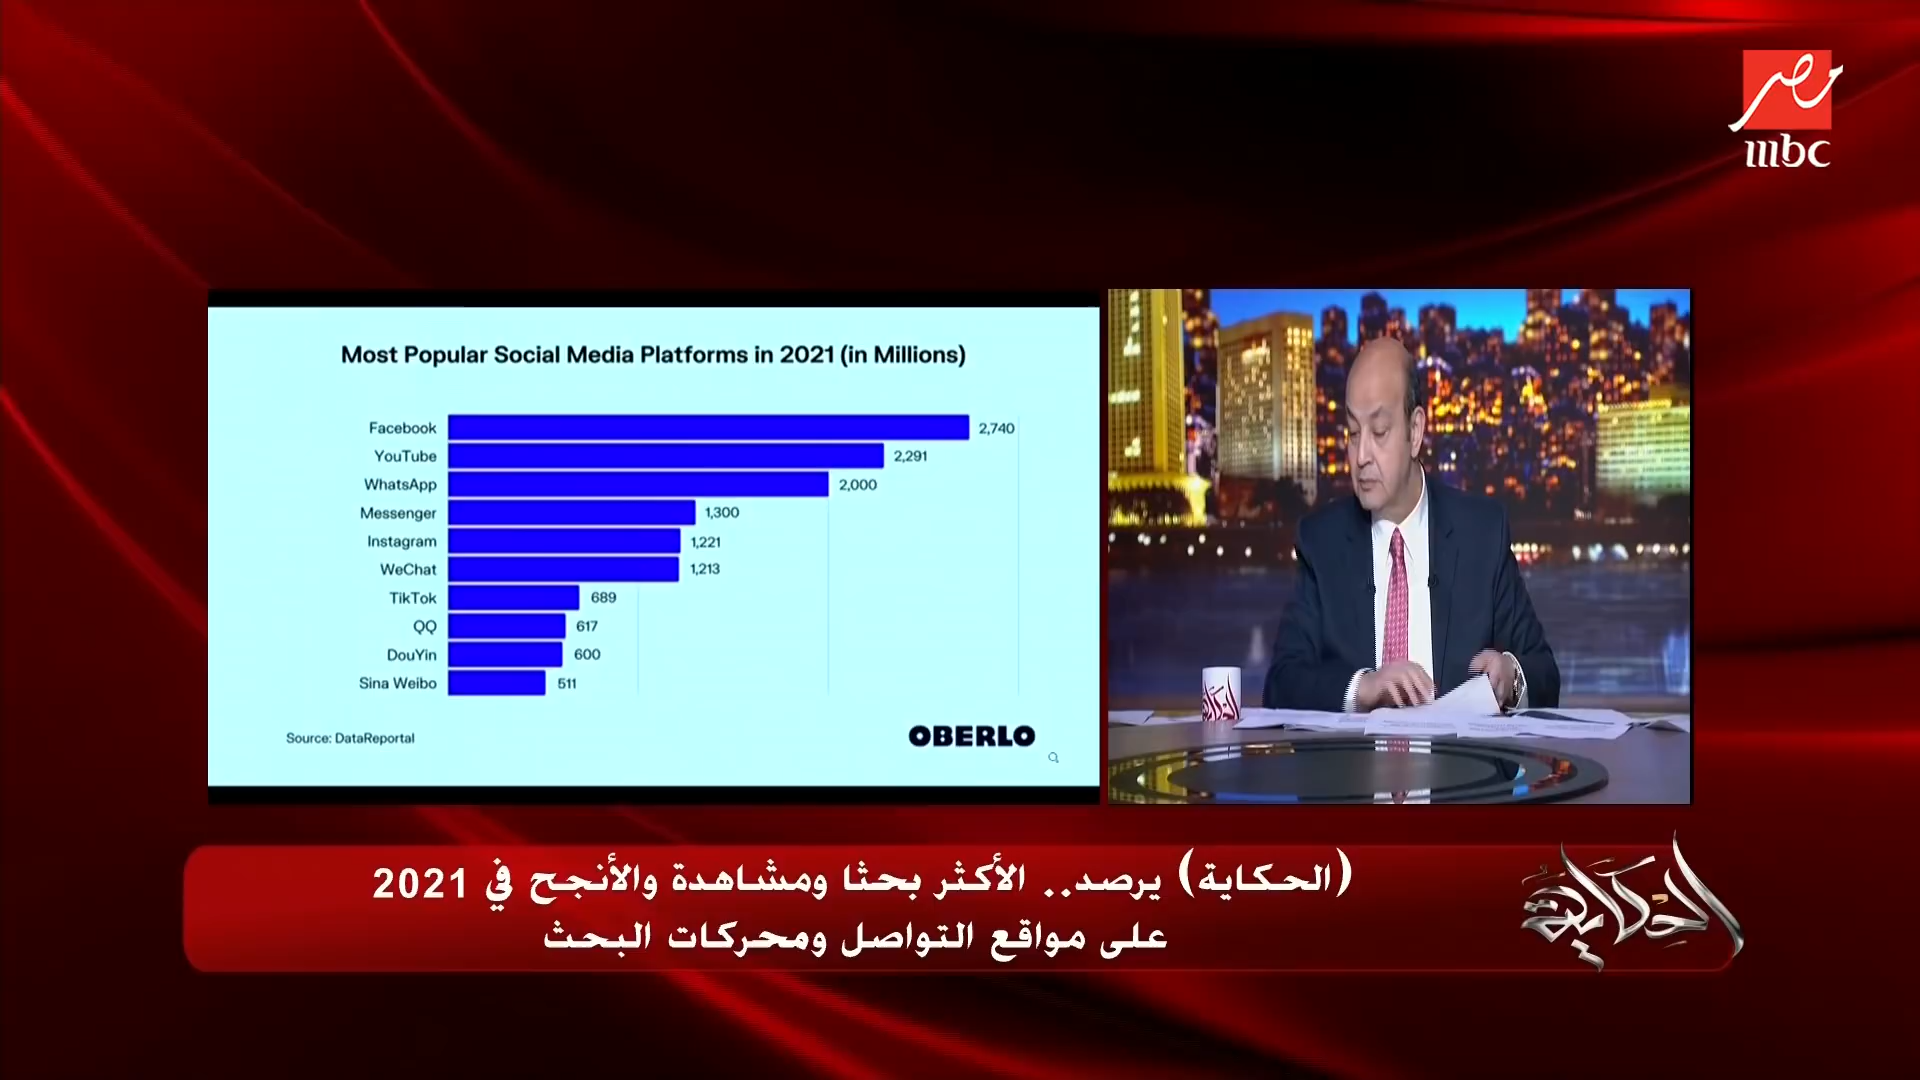 مصر
mbc
Most Popular Social Media Platforms in 2021 (in Millions)
Facebook 2,740
YouTube 2,291
WhatsApp 2,000
Messenger 1,300
Instagram 1,221
WeChat 1,213
TikTok 689
QQ 617
DouYin 600
Sina Weibo 511
Source: DataReportal
OBERLO
الحكاية
(الحكاية) يرصد.. الأكثر بحثا ومشاهدة والأنجح في 2021
على مواقع التواصل ومحركات البحث
الحكاية